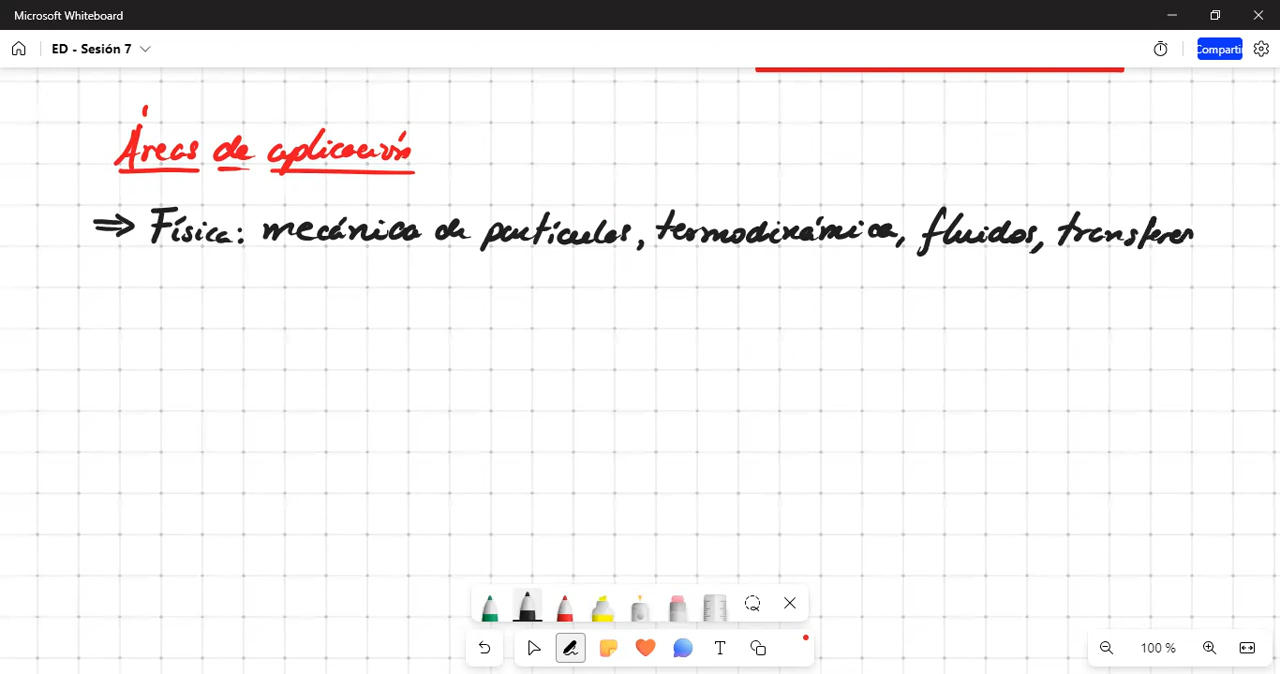 Microsoft Whiteboard
ED - Sesión 7
Compartir
Áreas de aplicación
⇒ Física: mecánica de partículas, termodinámica, fluidos, transferen
100 %